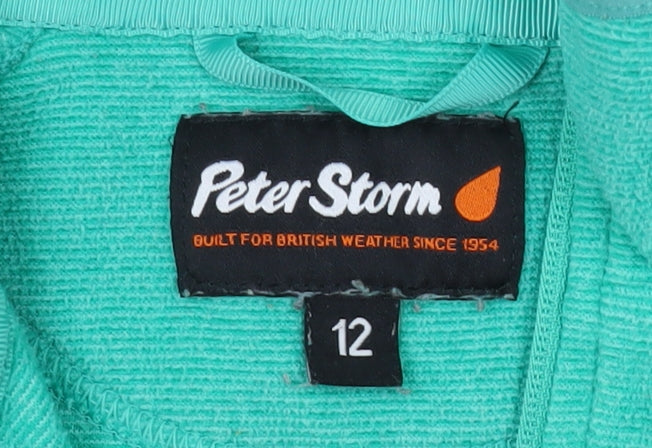 Peter Storm
BUILT FOR BRITISH WEATHER SINCE 1954
12